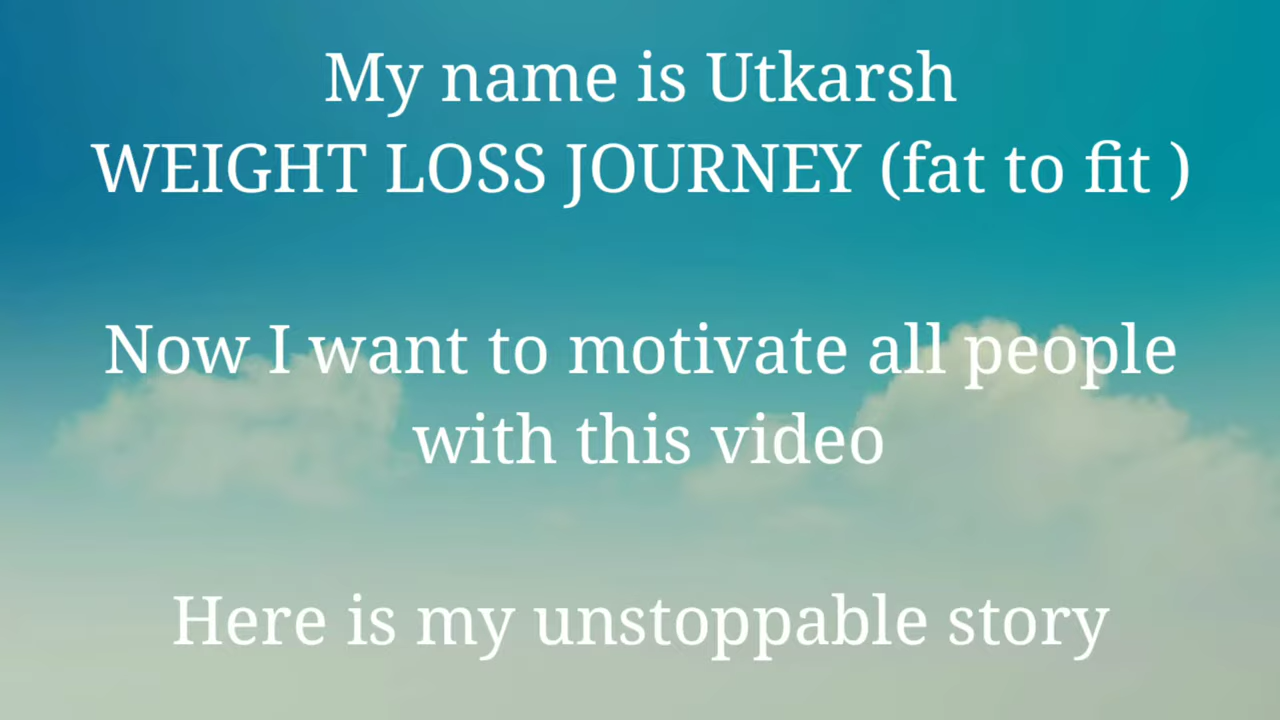 My name is Utkarsh
WEIGHT LOSS JOURNEY (fat to fit )
Now I want to motivate all people
with this video
Here is my unstoppable story